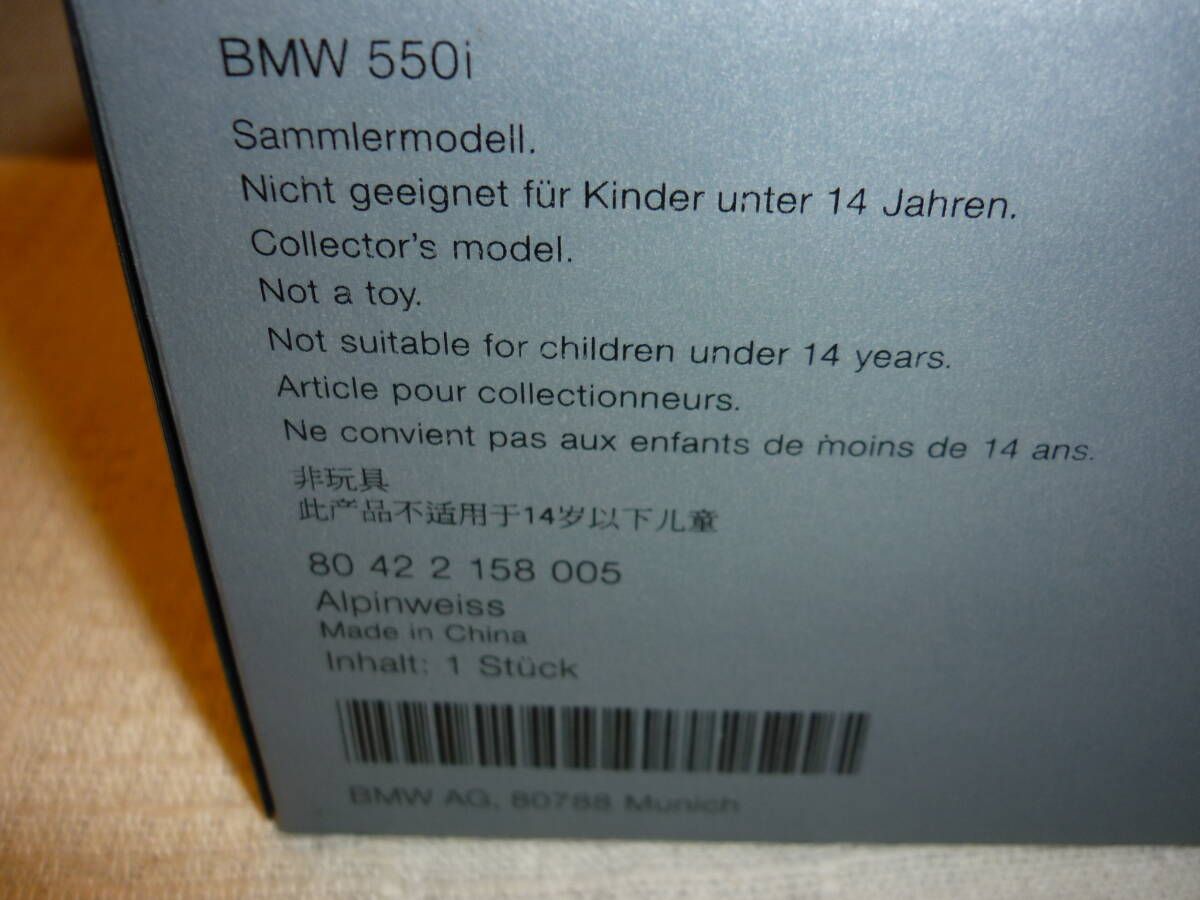 BMW 550i
Sammlermodell.
Nicht geeignet für Kinder unter 14 Jahren.
Collector's model.
Not a toy.
Not suitable for children under 14 years.
Article pour collectionneurs.
Ne convient pas aux enfants de moins de 14 ans.
非玩具
此产品不适用于14岁以下儿童
80 42 2 158 005
Alpinweiss
Made in China
Inhalt: 1 Stück
BMW AG, 80788 Munich